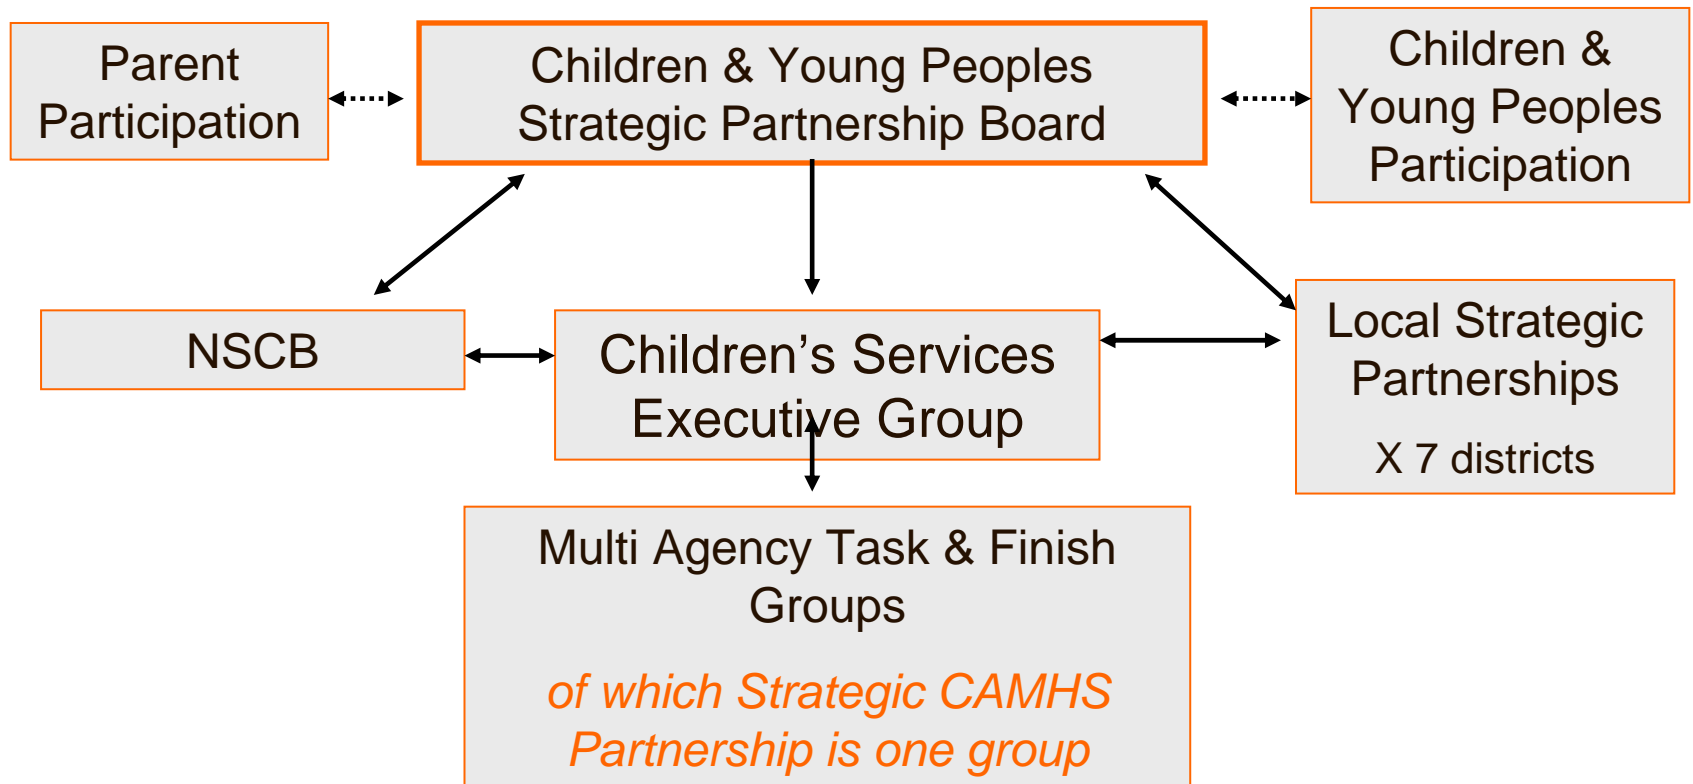 Parent
Participation
Children & Young Peoples
Strategic Partnership Board
Children &
Young Peoples
Participation
NSCB
Children’s Services
Executive Group
Local Strategic
Partnerships
X 7 districts
Multi Agency Task & Finish
Groups
of which Strategic CAMHS
Partnership is one group